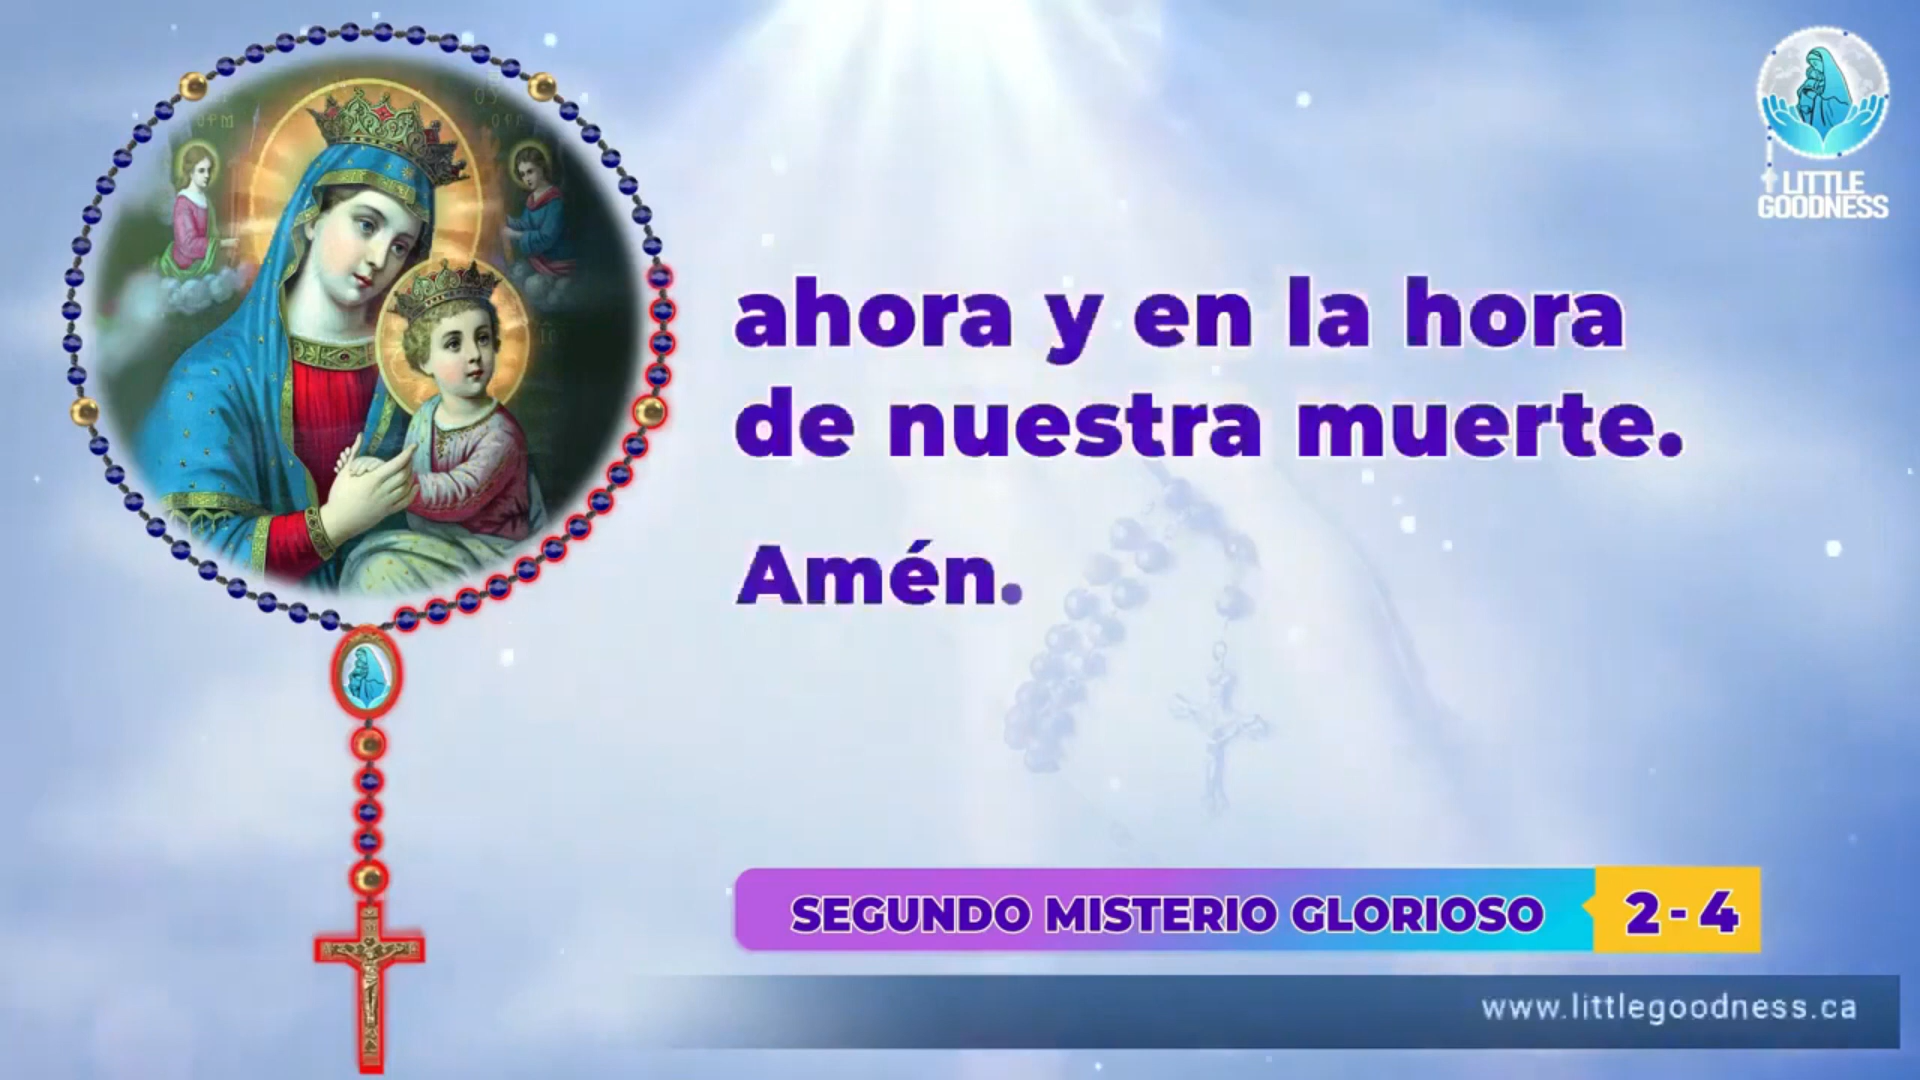 LITTLE
GOODNESS
ahora y en la hora
de nuestra muerte.
Amén.
SEGUNDO MISTERIO GLORIOSO 2-4
www.littlegoodness.ca